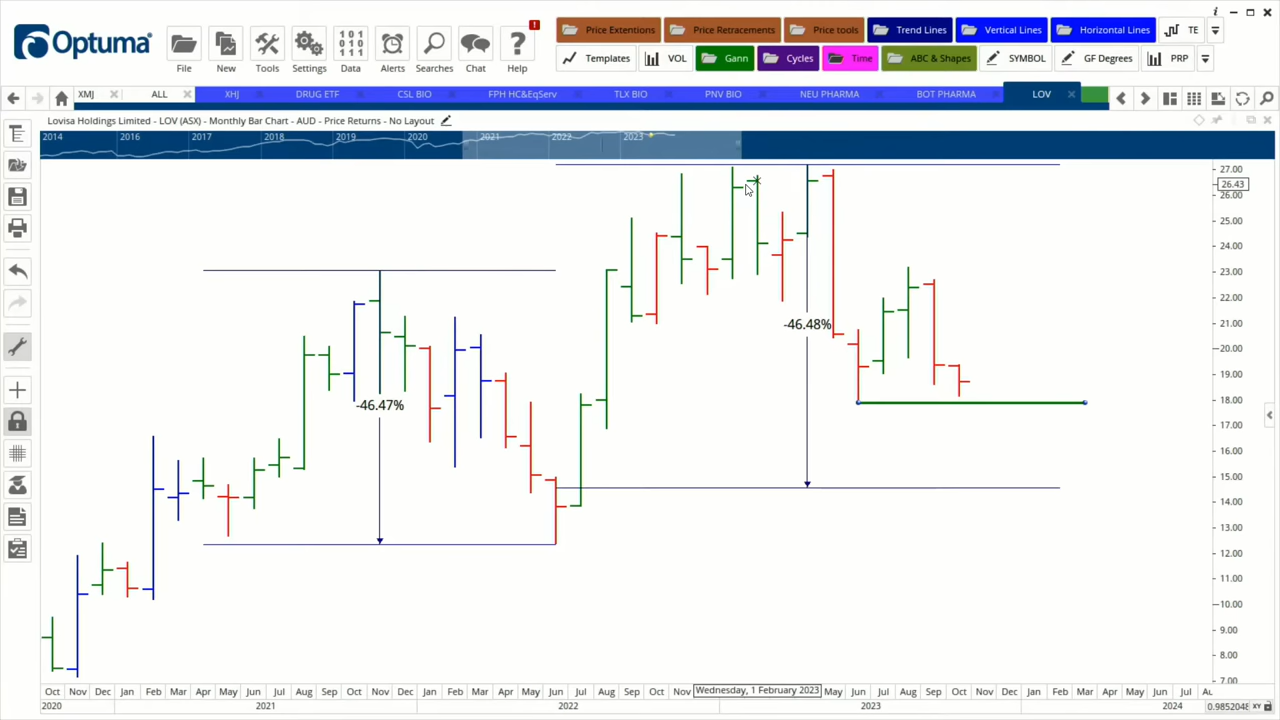 Optuma®
File
New
Tools
Settings
Data
Alerts
Searches
Chat
Help
Price Extentions
Price Retracements
Price tools
Trend Lines
Vertical Lines
Horizontal Lines
TE
Templates
VOL
Gann
Cycles
Time
ABC & Shapes
SYMBOL
GF Degrees
PRP
XMJ
ALL
XHJ
DRUG ETF
CSL BIO
FPH HC&EqServ
TLX BIO
PNV BIO
NEU PHARMA
BOT PHARMA
LOV
Lovisa Holdings Limited - LOV (ASX) - Monthly Bar Chart - AUD - Price Returns - No Layout
2014 2016 2017 2018 2019 2020 2021 2022 2023
27.00
26.43
26.00
25.00
24.00
23.00
22.00
21.00
20.00
19.00
18.00
17.00
16.00
15.00
14.00
13.00
12.00
11.00
10.00
9.00
8.00
7.00
-46.48%
-46.47%
Oct Nov Dec Jan Feb Mar Apr May Jun Jul Aug Sep Oct Nov Dec Jan Feb Mar Apr May Jun Jul Aug Sep Oct Nov Wednesday, 1 February 2023 May Jun Jul Aug Sep Oct Nov Dec Jan Feb Mar Apr May Jun Jul
2020 2021 2022 2023 2024
0.9852048 XY